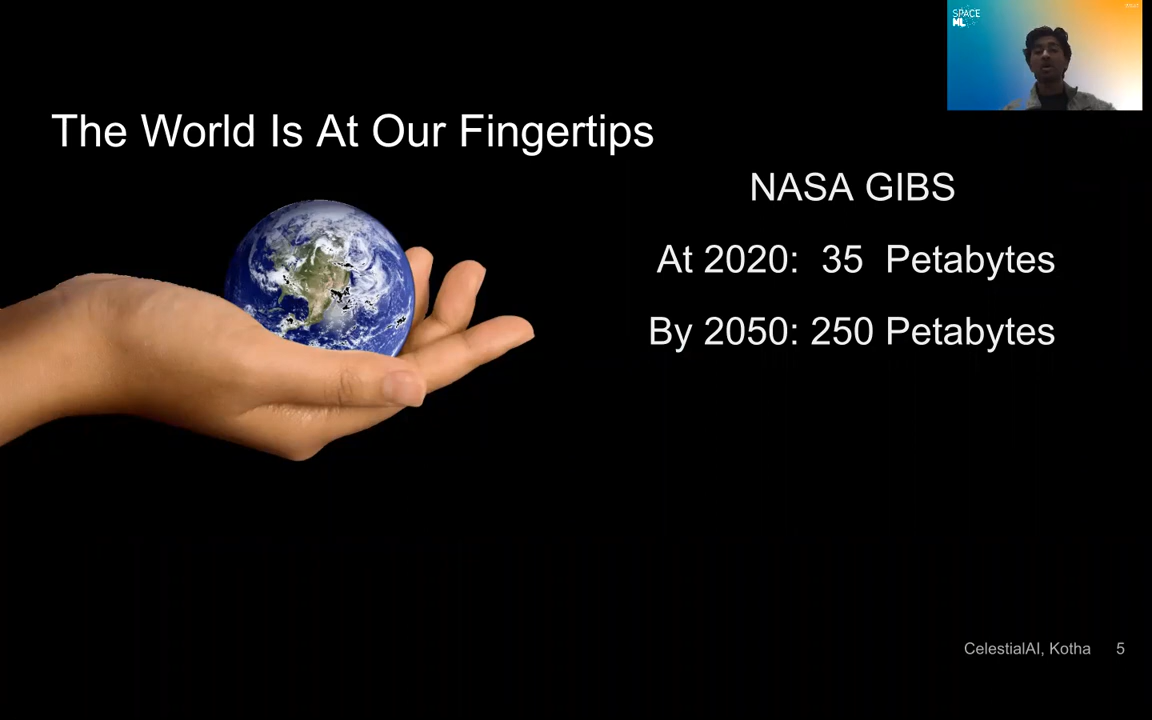 SPACE
ML
The World Is At Our Fingertips
NASA GIBS
At 2020: 35 Petabytes
By 2050: 250 Petabytes
CelestialAI, Kotha 5